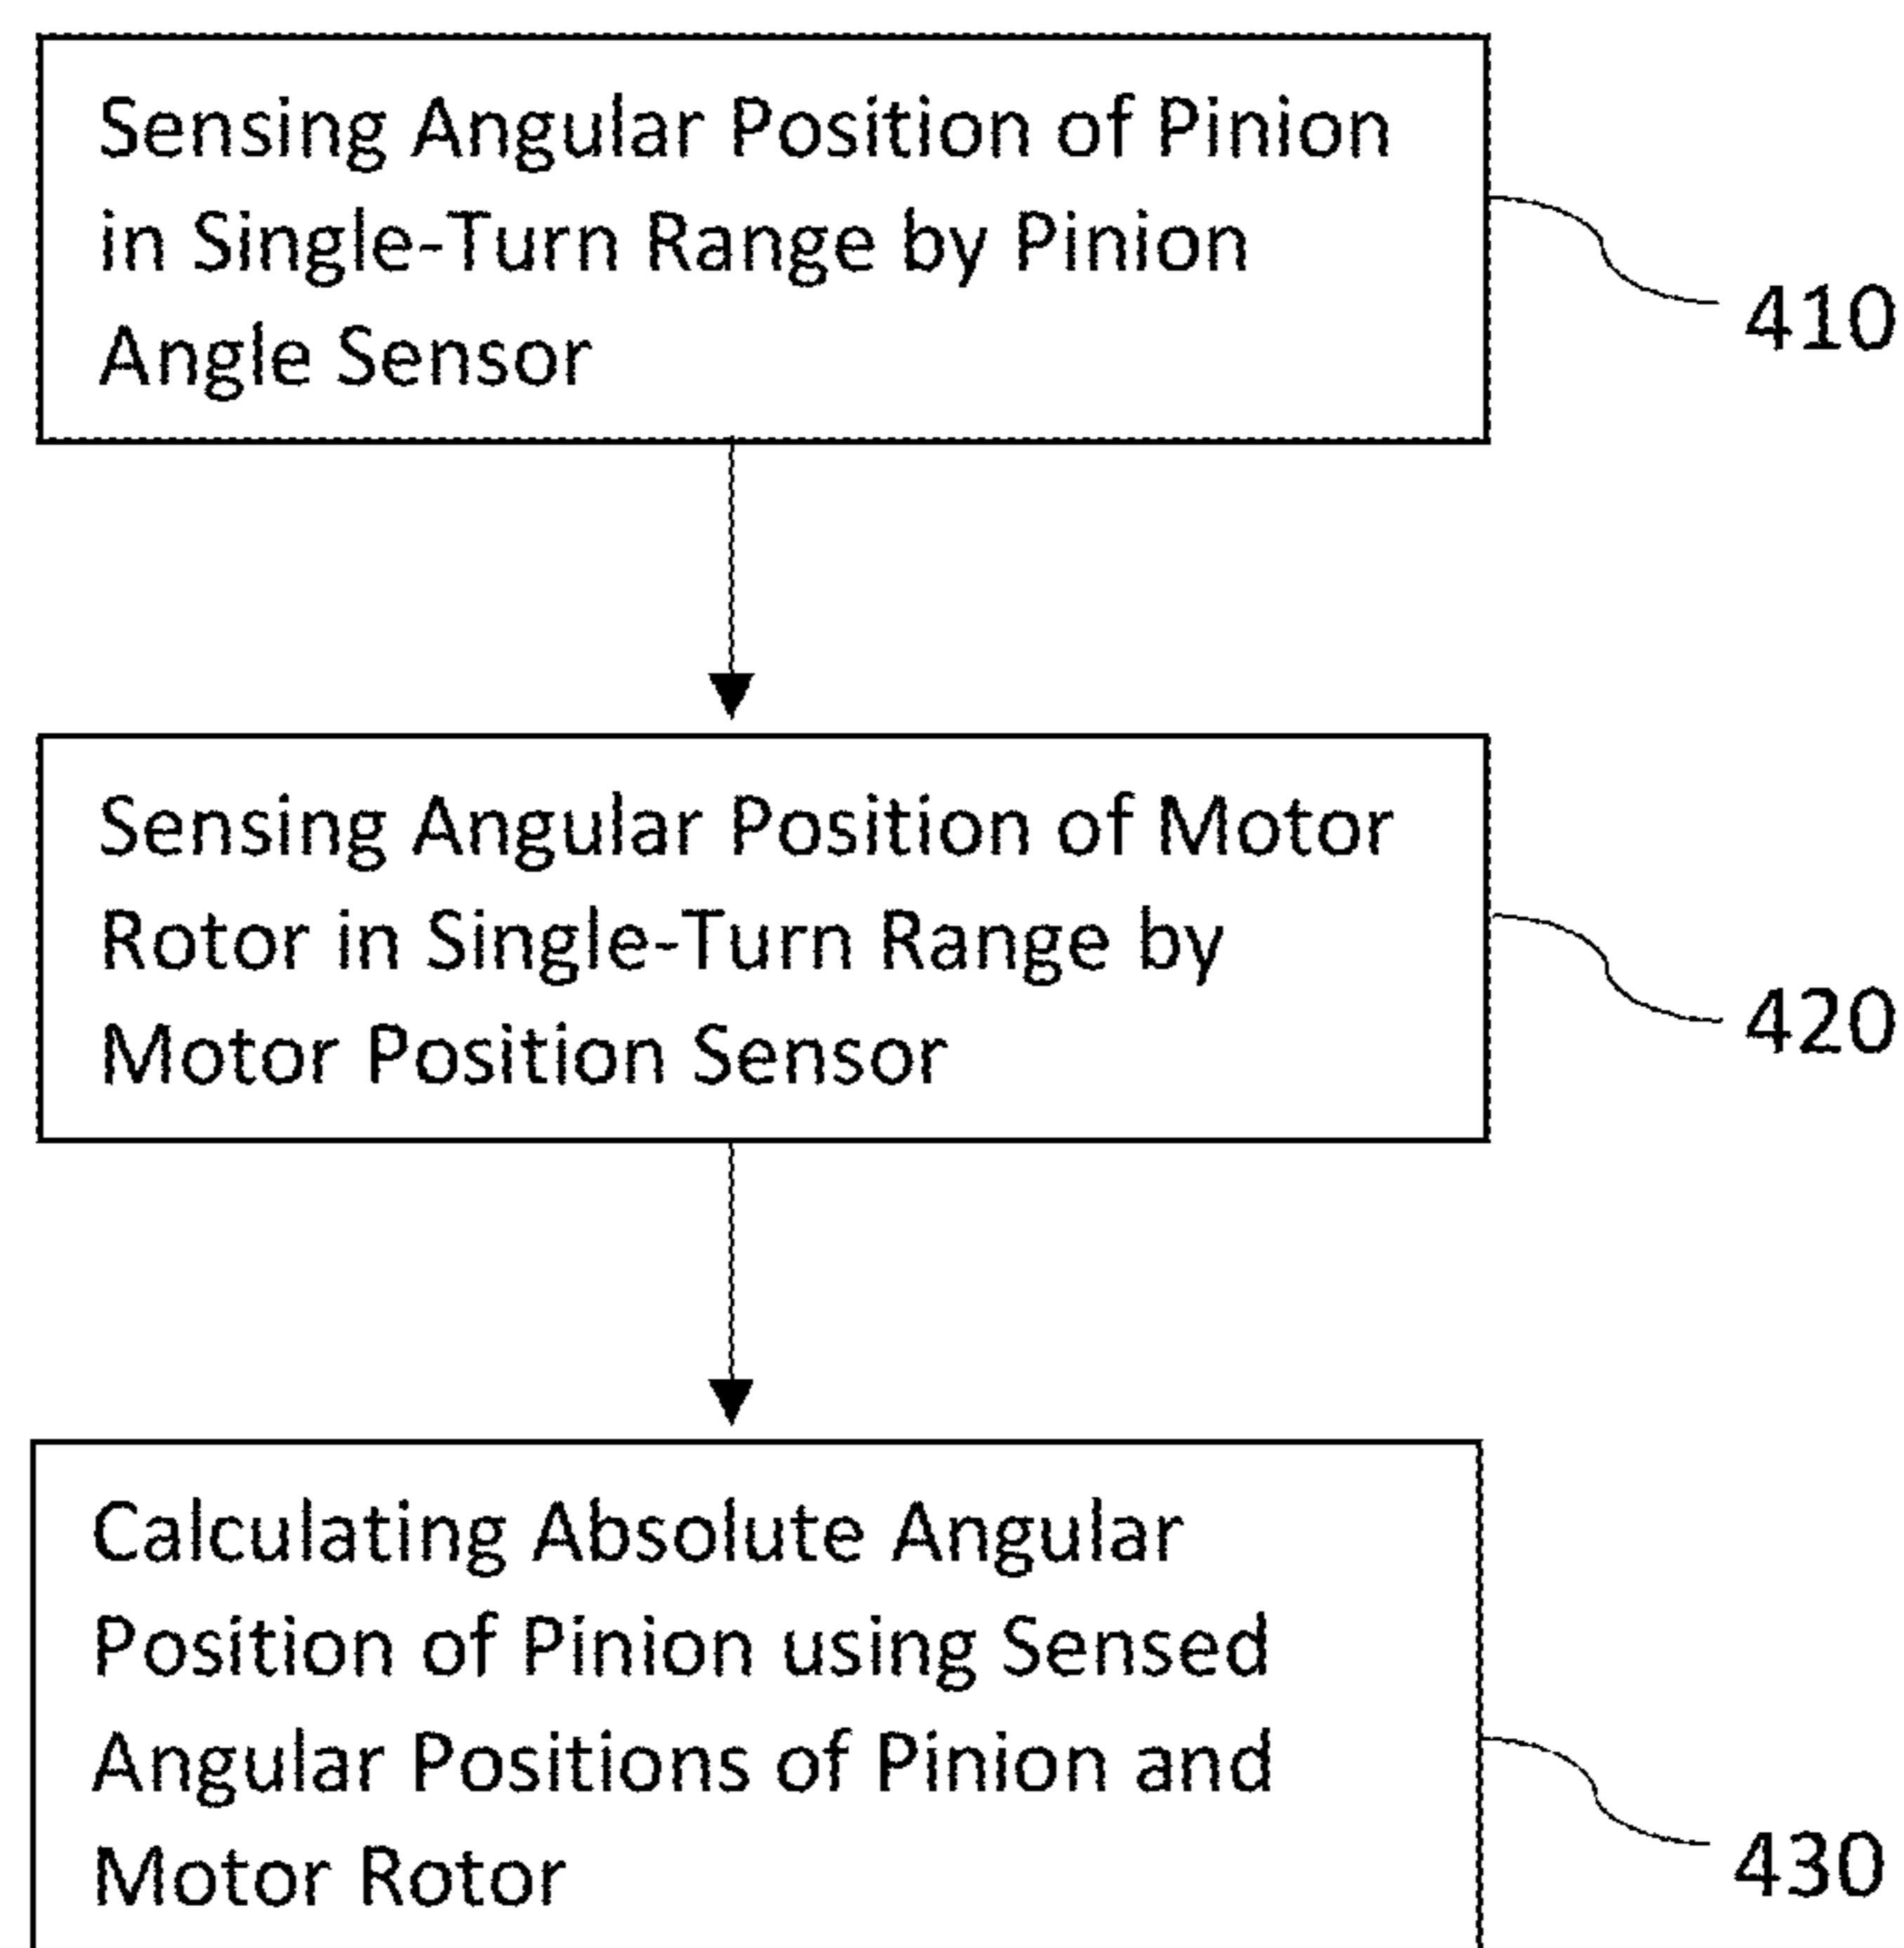 Sensing Angular Position of Pinion
in Single-Turn Range by Pinion
Angle Sensor
410
Sensing Angular Position of Motor
Rotor in Single-Turn Range by
Motor Position Sensor
420
Calculating Absolute Angular
Position of Pinion using Sensed
Angular Positions of Pinion and
Motor Rotor
430